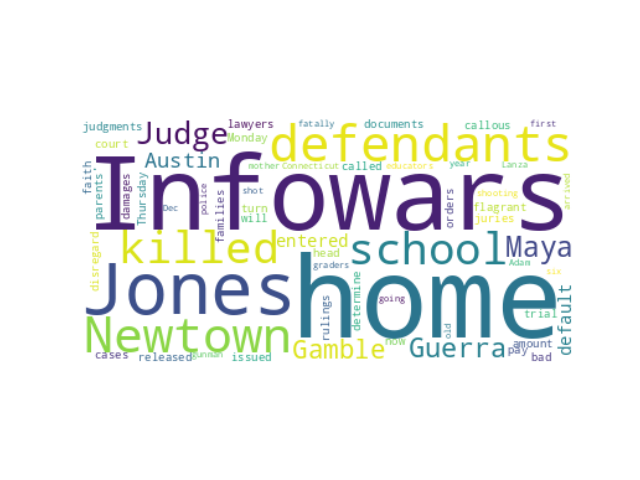 judgments Judge lawyers fatally documents callous first
court Monday defendants
Austin mother Connecticut called educators year Lanza
faith parents' damages Thursday Dec police families shot turn will Infowars orders shooting flagrant juries arrived
disregard killed entered school Maya
head graders Adam six
Jones home going determine rulings old trial default
Newtown Gamble now Guerra pay amount bad
cases released gunman issued